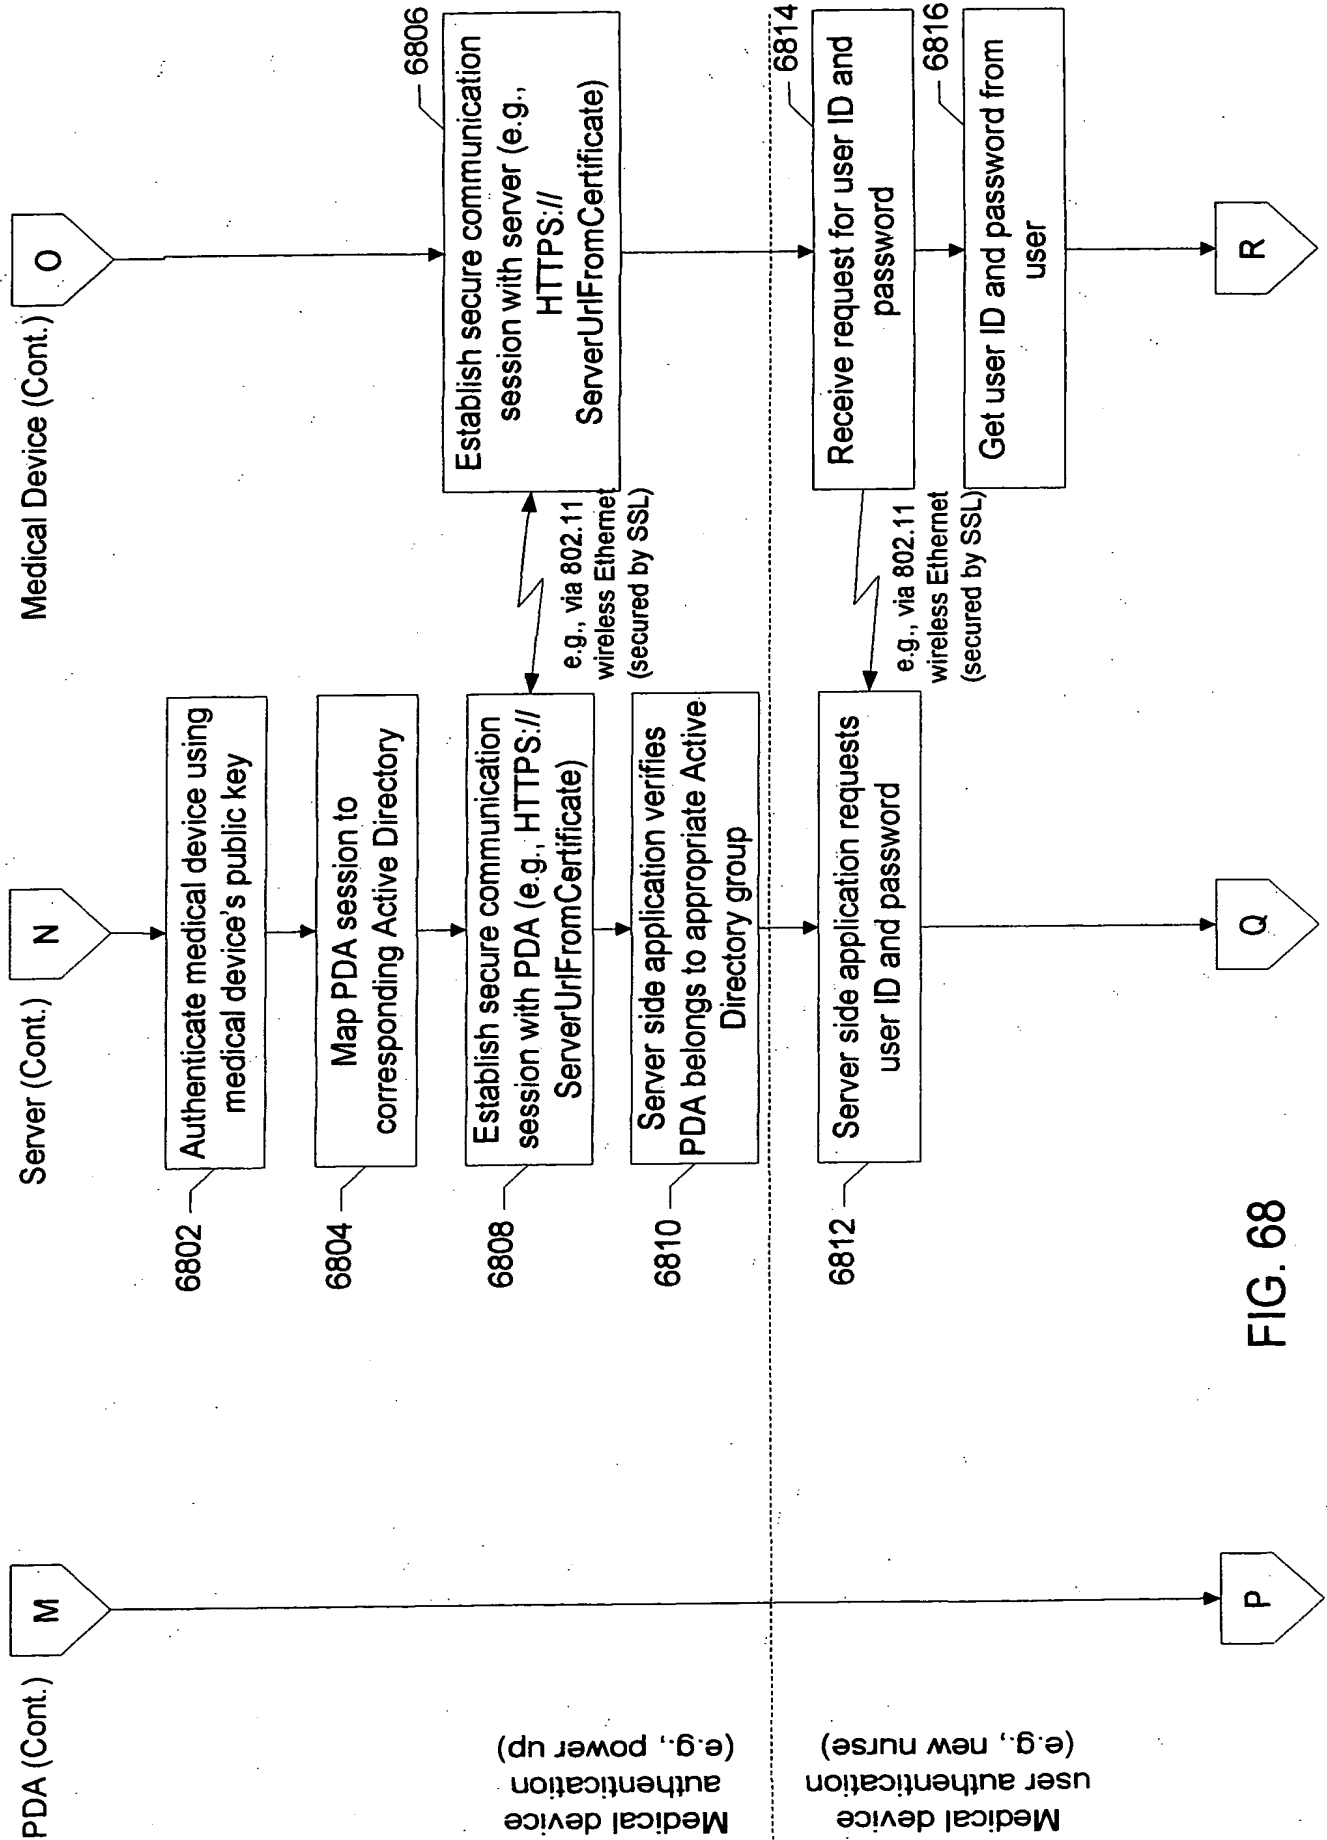 PDA (Cont.)
M
Server (Cont.)
N
Medical Device (Cont.)
O
6802
Authenticate medical device using
medical device's public key
6804
Map PDA session to
corresponding Active Directory
6806
Establish secure communication
session with server (e.g.,
HTTPS://
ServerUrlFromCertificate)
6808
Establish secure communication
session with PDA (e.g., HTTPS://
ServerUrlFromCertificate)
e.g., via 802.11
wireless Ethernet
(secured by SSL)
6810
Server side application verifies
PDA belongs to appropriate Active
Directory group
Medical device
authentication
(e.g., power up)
Medical device
user authentication
(e.g., new nurse)
6812
Server side application requests
user ID and password
e.g., via 802.11
wireless Ethernet
(secured by SSL)
6814
Receive request for user ID and
password
6816
Get user ID and password from
user
P
Q
R
FIG. 68